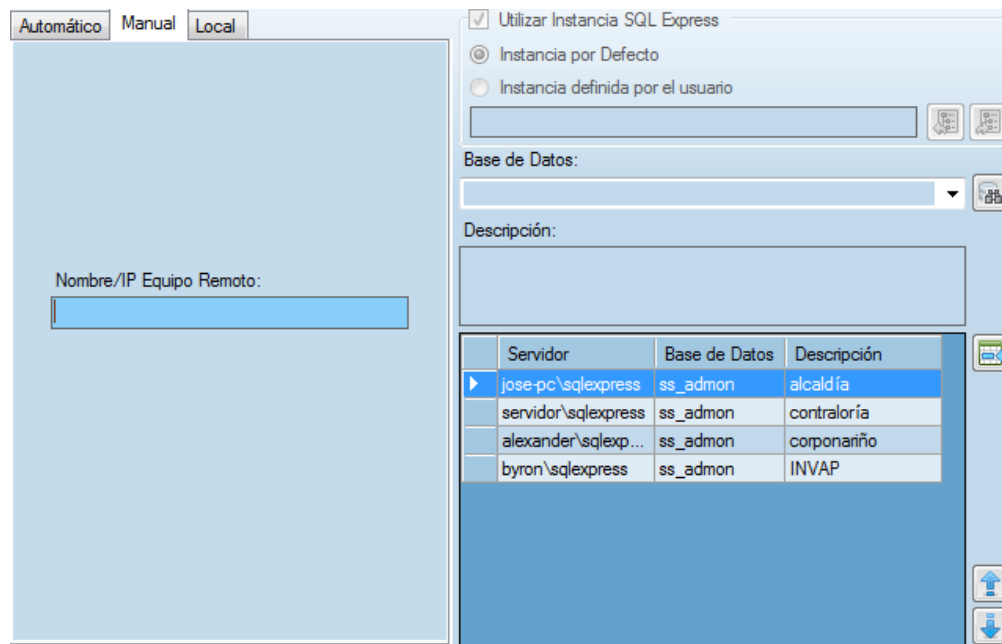 Automático Manual Local
Nombre/IP Equipo Remoto:
Utilizar Instancia SQL Express
Instancia por Defecto
Instancia definida por el usuario
Base de Datos:
Descripción:
Servidor Base de Datos Descripción
jose-pc\sqlexpress ss_admon alcaldía
servidor\sqlexpress ss_admon contraloría
alexander\sqlexp... ss_admon corponariño
byron\sqlexpress ss_admon INVAP